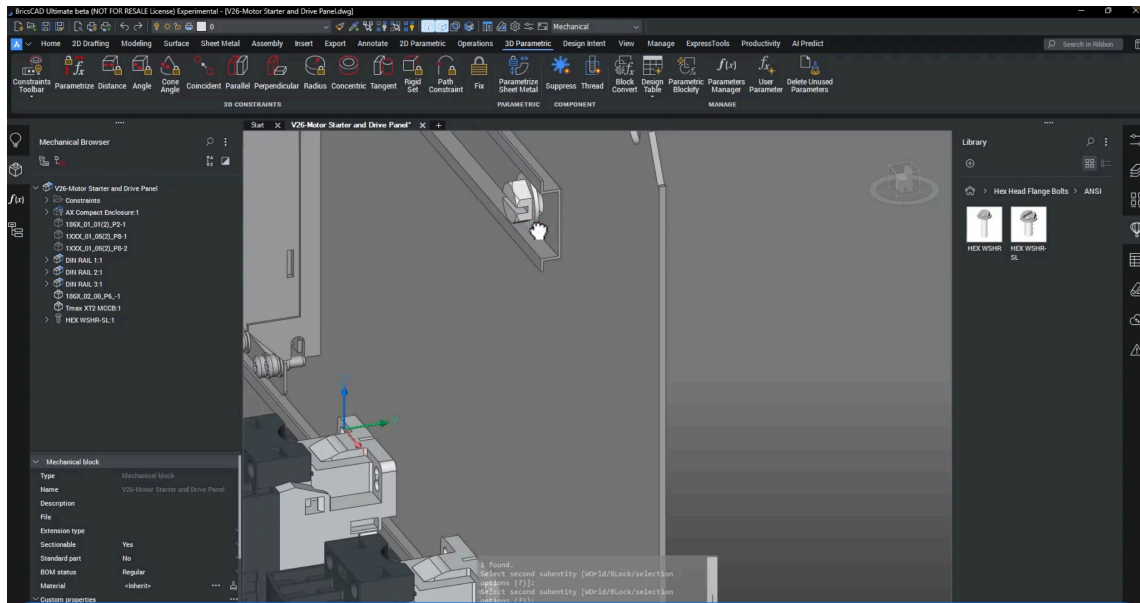 BricsCAD Ultimate beta (NOT FOR RESALE License) Experimental - [V26-Motor Starter and Drive Panel.dwg]
0
Mechanical
Home 2D Drafting Modeling Surface Sheet Metal Assembly Insert Export Annotate 2D Parametric Operations 3D Parametric Design Intent View Manage ExpressTools Productivity AI Predict
Search in Ribbon
Constraints Toolbar
Parametrize
Distance
Angle
Cone Angle
Coincident
Parallel
Perpendicular
Radius
Concentric
Tangent
Rigid Set
Path Constraint
Fix
Parametrize Sheet Metal
Suppress
Thread
Block Convert
Design Table
Parametric Blockify
f(x)
Parameters Manager
User Parameter
Delete Unused Parameters
3D CONSTRAINTS
PARAMETRIC
COMPONENT
MANAGE
Start
V26-Motor Starter and Drive Panel*
Mechanical Browser
f(x)
V26-Motor Starter and Drive Panel
Constraints
AX Compact Enclosure:1
186X_01_01(2)_P2-1
1XXX_01_05(2)_P8-1
1XXX_01_05(2)_P8-2
DIN RAIL 1:1
DIN RAIL 2:1
DIN RAIL 3:1
186X_02_00_P6_-1
Tmax XT2 MCCB:1
HEX WSHR-SL:1
Mechanical block
Type Mechanical block
Name V26-Motor Starter and Drive Panel
Description
File
Extension type
Sectionable Yes
Standard part No
BOM status Regular
Material <Inherit>
Custom properties
1 found.
Select second subentity [WOrld/BLock/selection
options (?)]:
Select second subentity [WOrld/BLock/selection
options (?)]:
Library
Hex Head Flange Bolts > ANSI
HEX WSHR
HEX WSHR-
SL